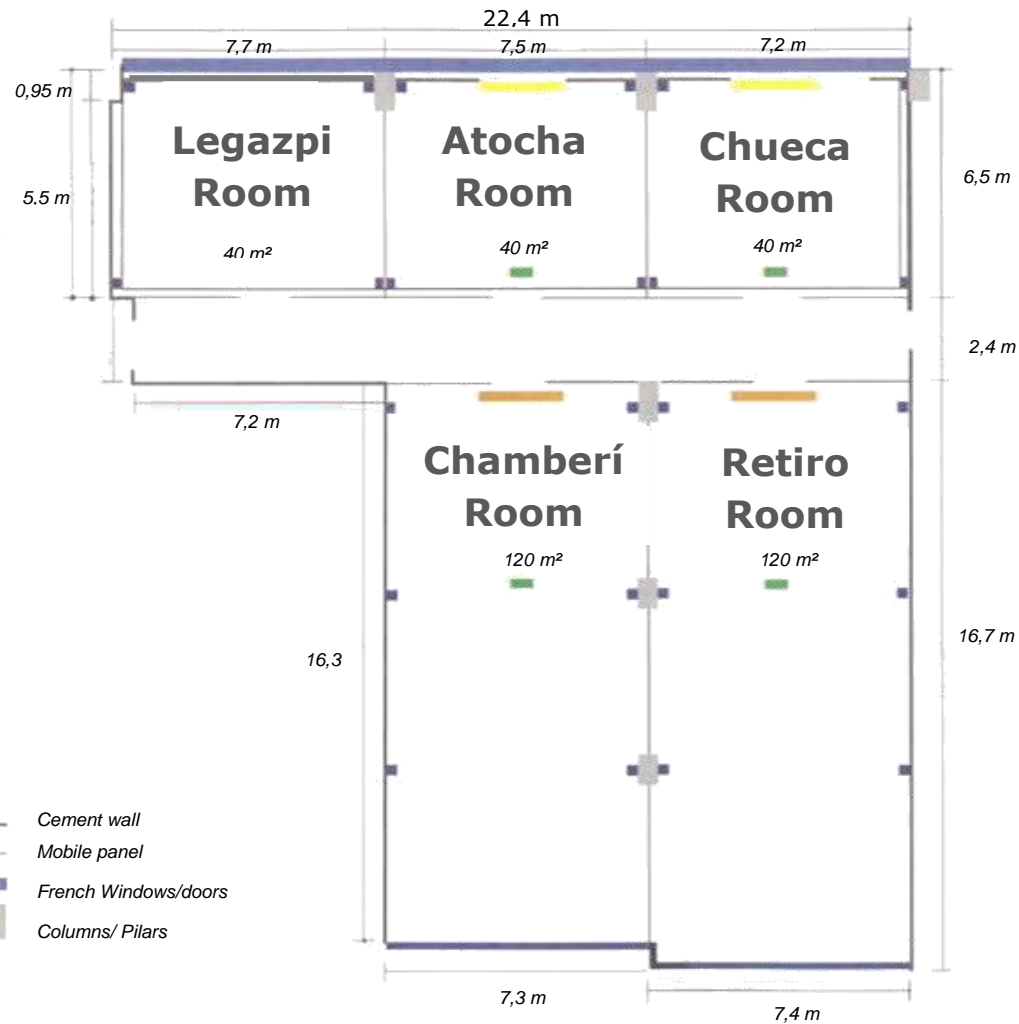 22,4 m
7,7 m
7,5 m
7,2 m
0,95 m
Legazpi
Room
Atocha
Room
Chueca
Room
6,5 m
5,5 m
40 m²
40 m²
40 m²
2,4 m
7,2 m
Chamberí
Room
Retiro
Room
120 m²
120 m²
16,3
16,7 m
Cement wall
Mobile panel
French Windows/doors
Columns/ Pilars
7,3 m
7,4 m